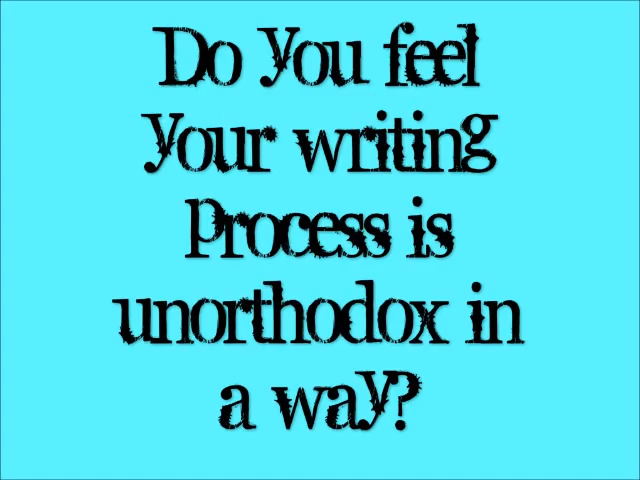 Do you feel
your writing
process is
unorthodox in
a way?